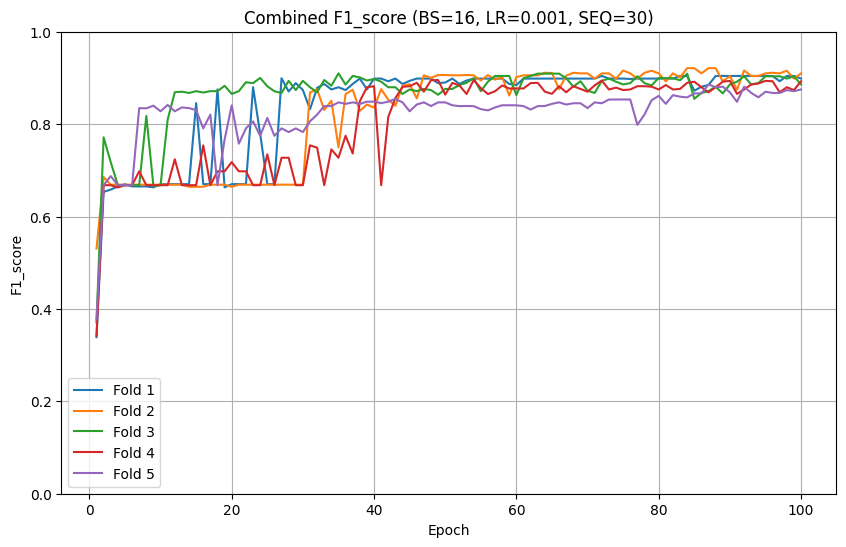 Combined F1_score (BS=16, LR=0.001, SEQ=30)
1.0
0.8
0.6
0.4
0.2
0.0
F1_score
Fold 1
Fold 2
Fold 3
Fold 4
Fold 5
0 20 40 60 80 100
Epoch